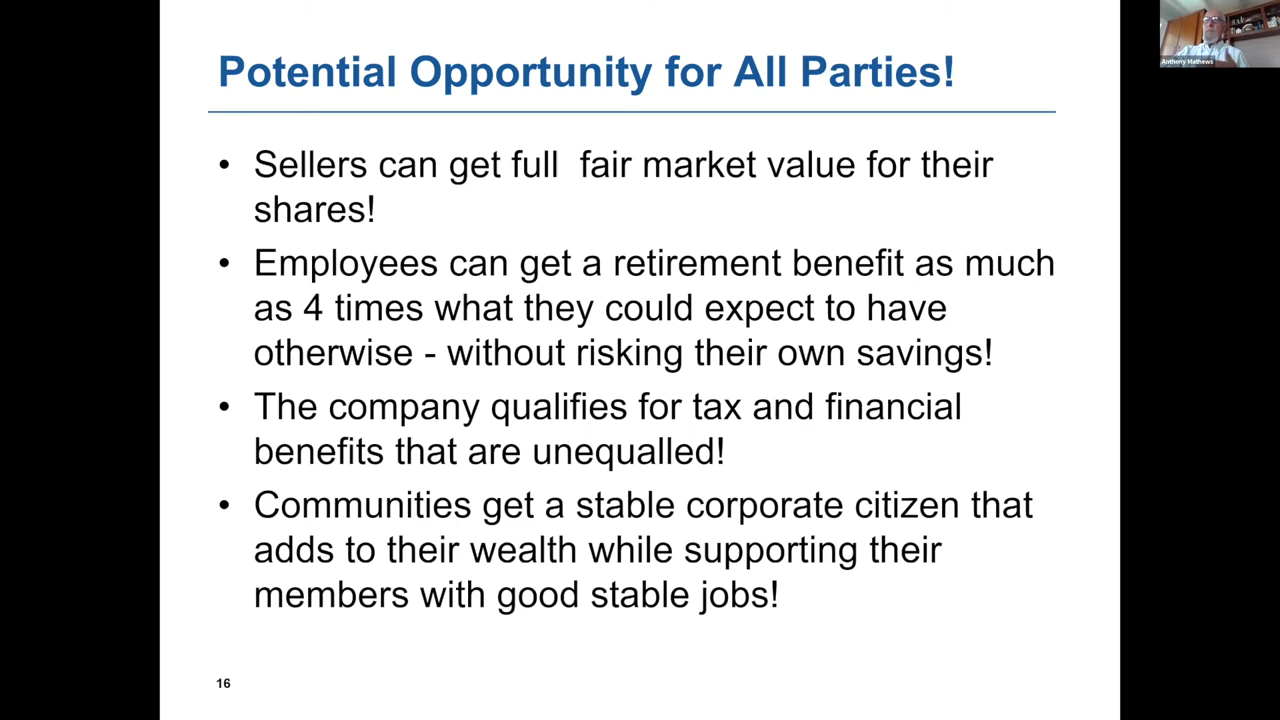 Potential Opportunity for All Parties!
• Sellers can get full  fair market value for their
shares!
• Employees can get a retirement benefit as much
as 4 times what they could expect to have
otherwise - without risking their own savings!
• The company qualifies for tax and financial
benefits that are unequalled!
• Communities get a stable corporate citizen that
adds to their wealth while supporting their
members with good stable jobs!
16
Anthony Mathews